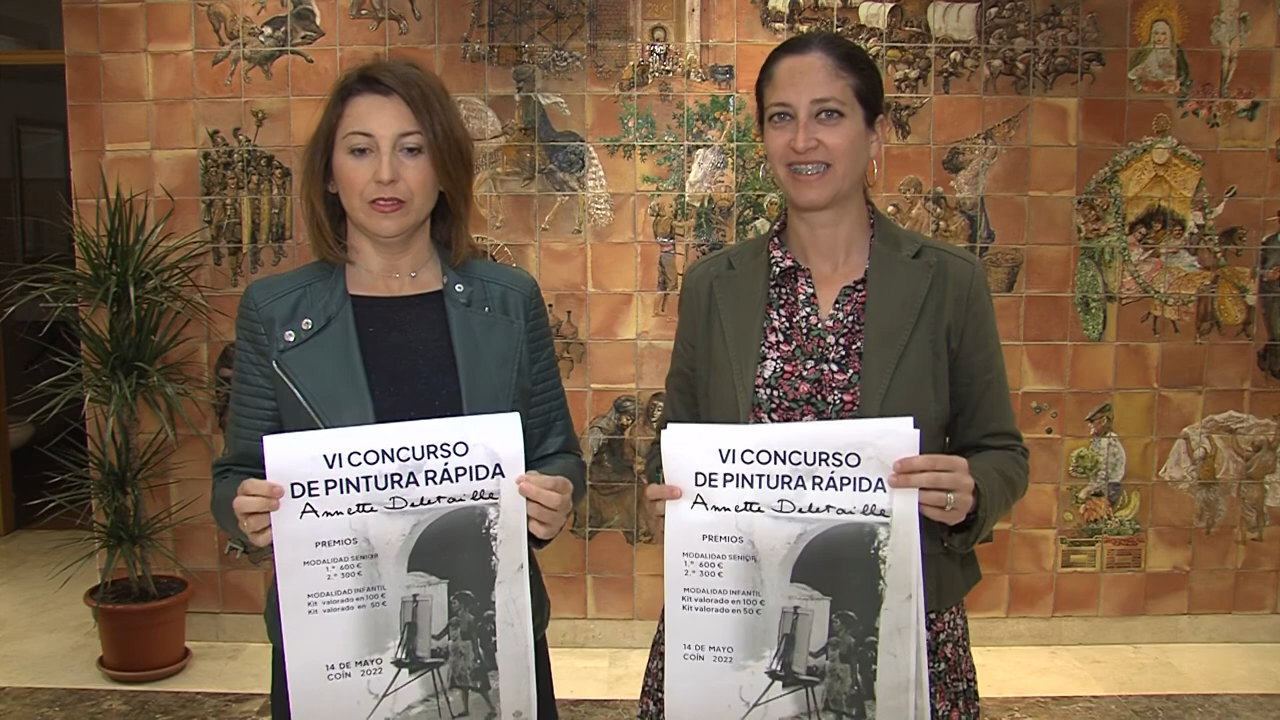 VI CONCURSO
DE PINTURA RÁPIDA
Annette Deletaille
PREMIOS
MODALIDAD SENIOR
1.º 600 €
2.º 300 €
MODALIDAD INFANTIL
Kit valorado en 100 €
Kit valorado en 50 €
14 DE MAYO
COÍN 2022
VI CONCURSO
DE PINTURA RÁPIDA
Annette Deletaille
PREMIOS
MODALIDAD SENIOR
1.º 600 €
2.º 300 €
MODALIDAD INFANTIL
Kit valorado en 100 €
Kit valorado en 50 €
14 DE MAYO
COÍN 2022